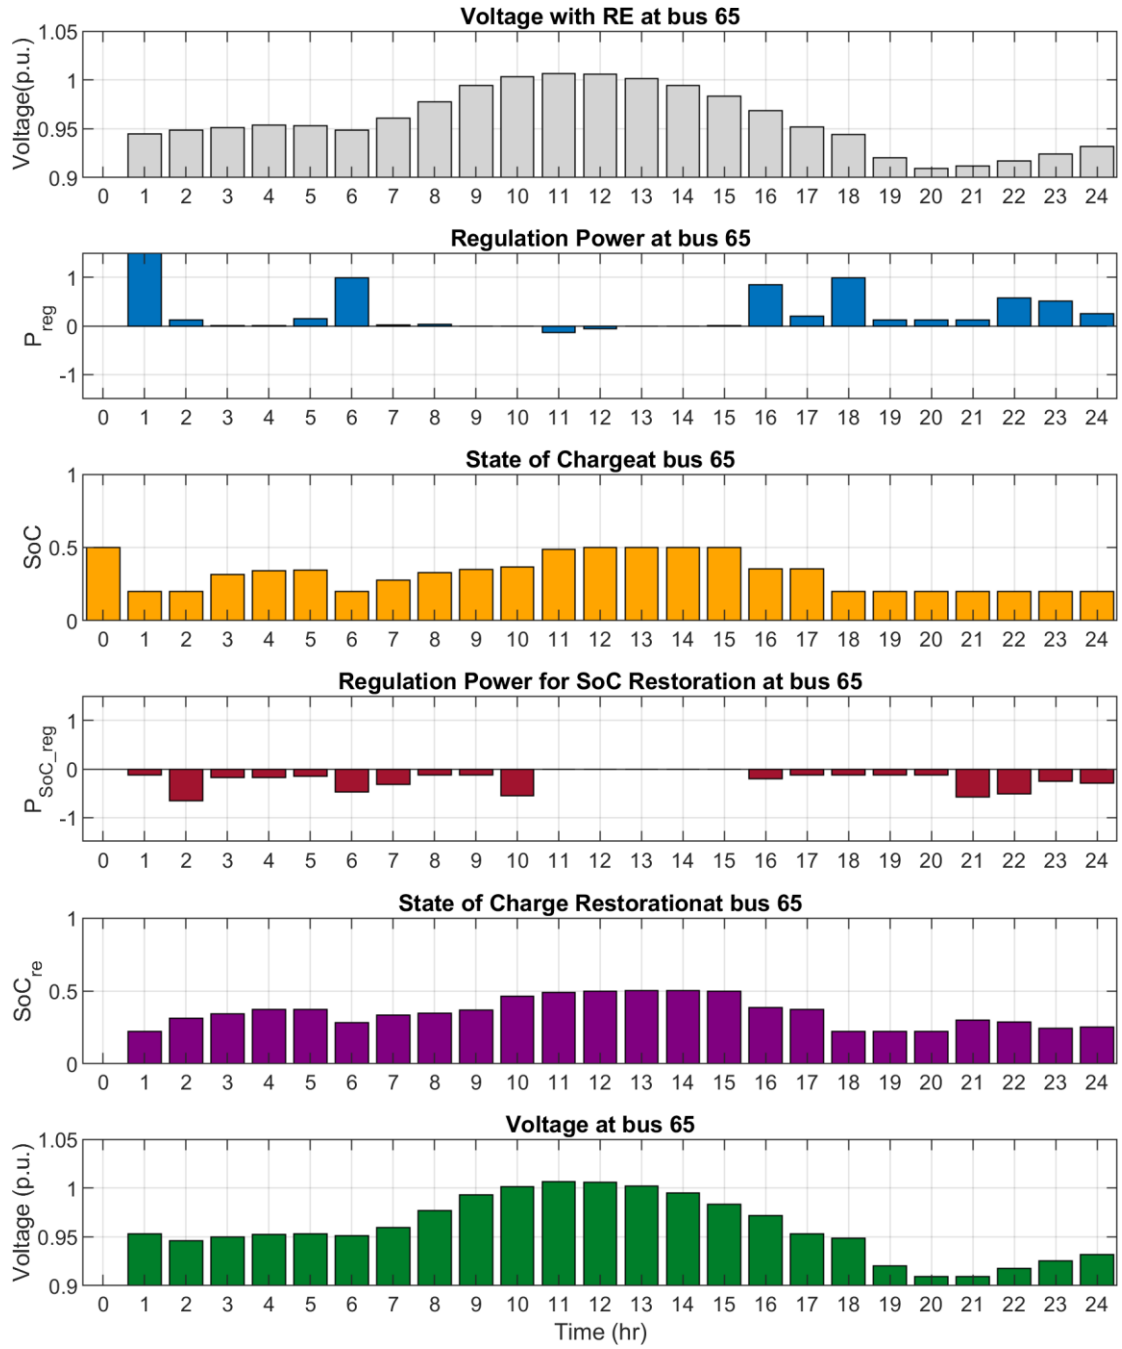 Voltage with RE at bus 65
Voltage(p.u.)
1.05
1
0.95
0.9
0 1 2 3 4 5 6 7 8 9 10 11 12 13 14 15 16 17 18 19 20 21 22 23 24
Regulation Power at bus 65
P_reg
1
0
-1
0 1 2 3 4 5 6 7 8 9 10 11 12 13 14 15 16 17 18 19 20 21 22 23 24
State of Chargeat bus 65
SoC
1
0.5
0
0 1 2 3 4 5 6 7 8 9 10 11 12 13 14 15 16 17 18 19 20 21 22 23 24
Regulation Power for SoC Restoration at bus 65
P_SoC_reg
1
0
-1
0 1 2 3 4 5 6 7 8 9 10 11 12 13 14 15 16 17 18 19 20 21 22 23 24
State of Charge Restorationat bus 65
SoC_re
1
0.5
0
0 1 2 3 4 5 6 7 8 9 10 11 12 13 14 15 16 17 18 19 20 21 22 23 24
Voltage at bus 65
Voltage (p.u.)
1.05
1
0.95
0.9
0 1 2 3 4 5 6 7 8 9 10 11 12 13 14 15 16 17 18 19 20 21 22 23 24
Time (hr)